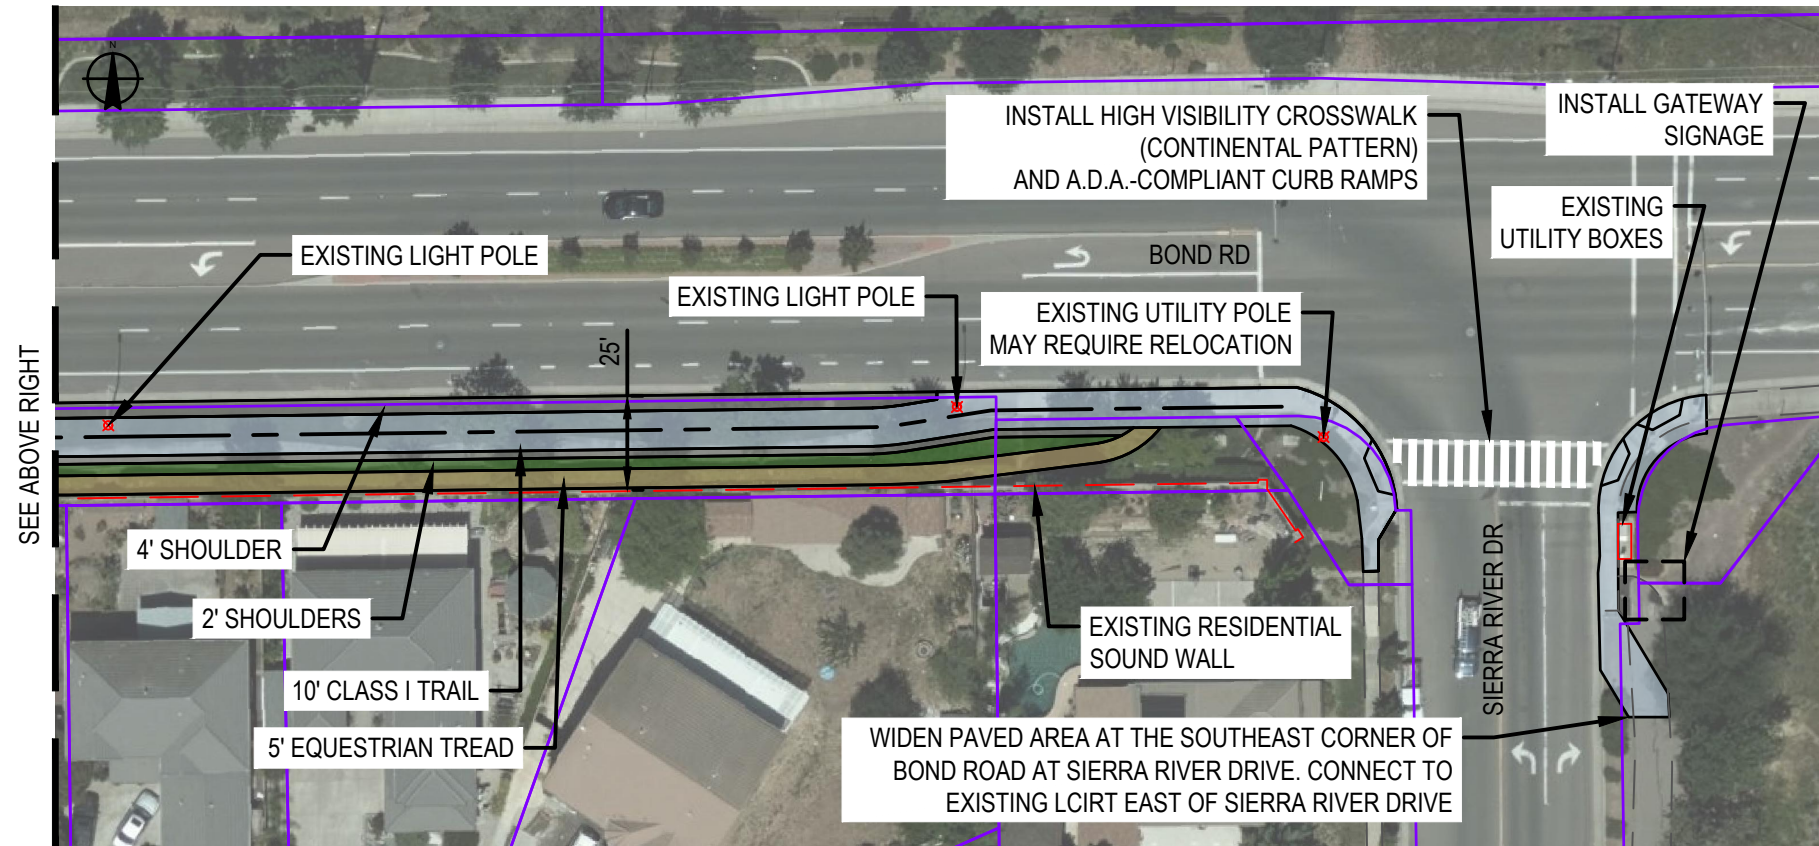 N
INSTALL HIGH VISIBILITY CROSSWALK
(CONTINENTAL PATTERN)
AND A.D.A.-COMPLIANT CURB RAMPS
INSTALL GATEWAY
SIGNAGE
EXISTING
UTILITY BOXES
EXISTING LIGHT POLE
BOND RD
EXISTING LIGHT POLE
EXISTING UTILITY POLE
MAY REQUIRE RELOCATION
25'
SEE ABOVE RIGHT
4' SHOULDER
2' SHOULDERS
10' CLASS I TRAIL
5' EQUESTRIAN TREAD
EXISTING RESIDENTIAL
SOUND WALL
SIERRA RIVER DR
WIDEN PAVED AREA AT THE SOUTHEAST CORNER OF
BOND ROAD AT SIERRA RIVER DRIVE. CONNECT TO
EXISTING LCIRT EAST OF SIERRA RIVER DRIVE